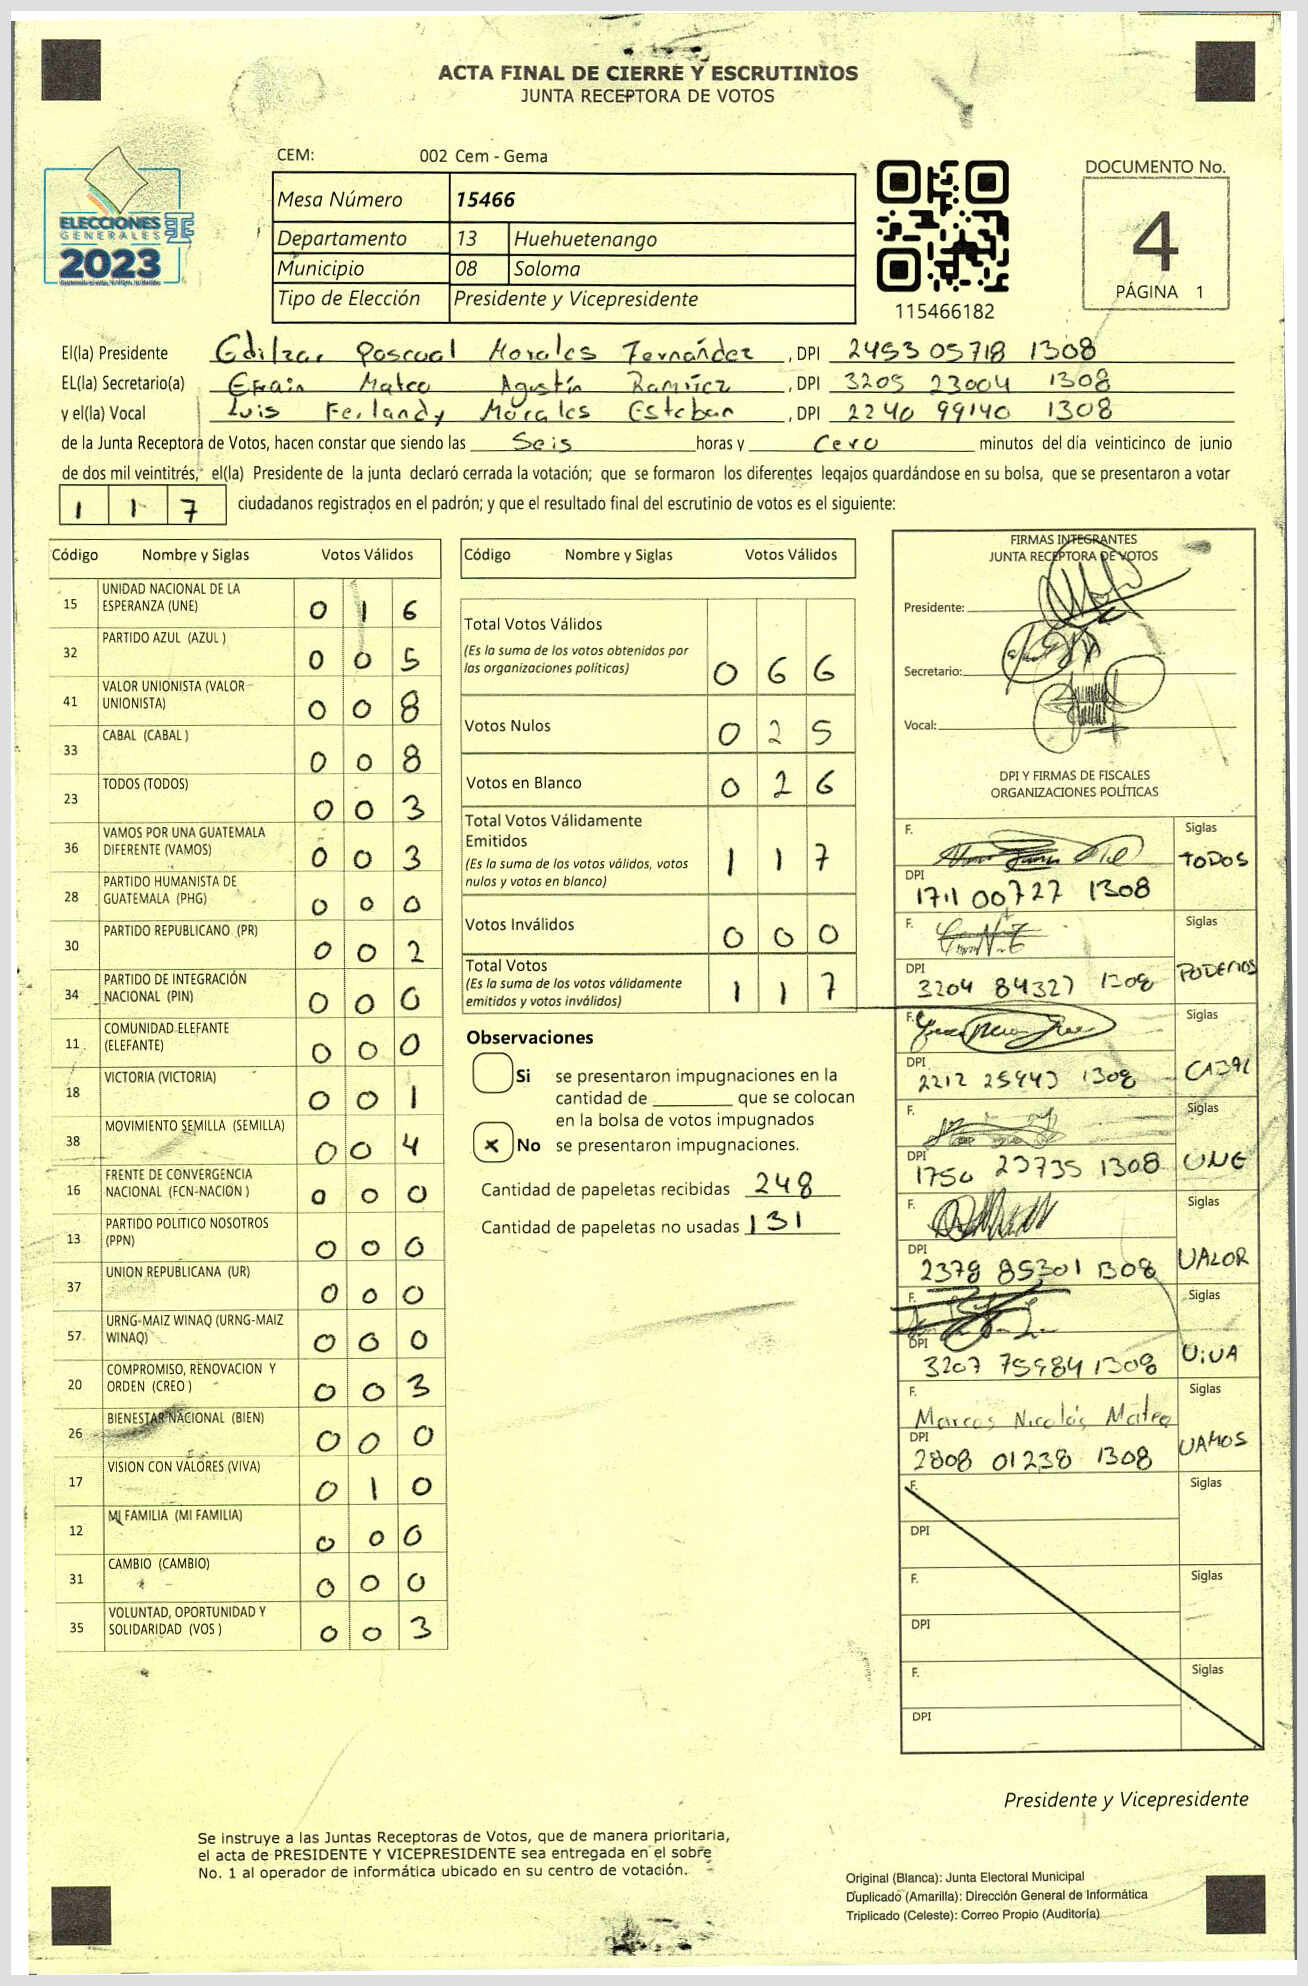 ACTA FINAL DE CIERRE Y ESCRUTINIOS
JUNTA RECEPTORA DE VOTOS
CEM: 002 Cem - Gema
DOCUMENTO No.
4
PÁGINA 1
ELECCIONES
GENERALES
2023
Mesa Número 15466
Departamento 13 Huehuetenango
Municipio 08 Soloma
Tipo de Elección Presidente y Vicepresidente
115466182
El(la) Presidente Edilzar Pascual Morales Fernández , DPI 2453 05718 1308
EL(la) Secretario(a) Efrain Mateo Agustín Ramírez , DPI 3205 23004 1308
y el(la) Vocal Luis Ferlandy Morales Esteban , DPI 2240 99140 1308
de la Junta Receptora de Votos, hacen constar que siendo las Seis horas y Cero minutos del día veinticinco de junio
de dos mil veintitrés, el(la) Presidente de la junta declaró cerrada la votación; que se formaron los diferentes legajos guardándose en su bolsa, que se presentaron a votar
1 1 7 ciudadanos registrados en el padrón; y que el resultado final del escrutinio de votos es el siguiente:
Código Nombre y Siglas Votos Válidos
15 UNIDAD NACIONAL DE LA
ESPERANZA (UNE) 0 1 6
32 PARTIDO AZUL (AZUL ) 0 0 5
41 VALOR UNIONISTA (VALOR
UNIONISTA) 0 0 8
33 CABAL (CABAL ) 0 0 8
23 TODOS (TODOS) 0 0 3
36 VAMOS POR UNA GUATEMALA
DIFERENTE (VAMOS) 0 0 3
28 PARTIDO HUMANISTA DE
GUATEMALA (PHG) 0 0 0
30 PARTIDO REPUBLICANO (PR) 0 0 2
34 PARTIDO DE INTEGRACIÓN
NACIONAL (PIN) 0 0 0
11 COMUNIDAD ELEFANTE
(ELEFANTE) 0 0 0
18 VICTORIA (VICTORIA) 0 0 1
38 MOVIMIENTO SEMILLA (SEMILLA) 0 0 4
16 FRENTE DE CONVERGENCIA
NACIONAL (FCN-NACION ) 0 0 0
13 PARTIDO POLITICO NOSOTROS
(PPN) 0 0 0
37 UNION REPUBLICANA (UR) 0 0 0
57 URNG-MAIZ WINAQ (URNG-MAIZ
WINAQ) 0 0 0
20 COMPROMISO, RENOVACION Y
ORDEN (CREO ) 0 0 3
26 BIENESTAR NACIONAL (BIEN) 0 0 0
17 VISION CON VALORES (VIVA) 0 1 0
12 MI FAMILIA (MI FAMILIA) 0 0 0
31 CAMBIO (CAMBIO) 0 0 0
35 VOLUNTAD, OPORTUNIDAD Y
SOLIDARIDAD (VOS ) 0 0 3
Código Nombre y Siglas Votos Válidos
Total Votos Válidos
(Es la suma de los votos obtenidos por
las organizaciones políticas) 0 6 6
Votos Nulos 0 2 5
Votos en Blanco 0 2 6
Total Votos Válidamente
Emitidos
(Es la suma de los votos válidos, votos
nulos y votos en blanco) 1 1 7
Votos Inválidos 0 0 0
Total Votos
(Es la suma de los votos válidamente
emitidos y votos inválidos) 1 1 7
Observaciones
Si se presentaron impugnaciones en la
cantidad de ________ que se colocan
en la bolsa de votos impugnados
x No se presentaron impugnaciones.
Cantidad de papeletas recibidas 248
Cantidad de papeletas no usadas 131
FIRMAS INTEGRANTES
JUNTA RECEPTORA DE VOTOS
Presidente:
Secretario:
Vocal:
DPI Y FIRMAS DE FISCALES
ORGANIZACIONES POLÍTICAS
F. Siglas
TODOS
DPI
1711 00727 1308
F. Siglas
PODEMOS
DPI
3204 84327 1308
F. Siglas
CABAL
DPI
2212 25943 1308
F. Siglas
UNE
DPI
1750 23735 1308
F. Siglas
VALOR
DPI
2378 85301 1308
F. Siglas
ViVA
DPI
3207 75984 1308
F. Siglas
Marcos Nicolás Mateo
VAMOS
DPI
2808 01238 1308
F. Siglas
DPI
F. Siglas
DPI
F. Siglas
DPI
Presidente y Vicepresidente
Se instruye a las Juntas Receptoras de Votos, que de manera prioritaria,
el acta de PRESIDENTE Y VICEPRESIDENTE sea entregada en el sobre
No. 1 al operador de informática ubicado en su centro de votación.
Original (Blanca): Junta Electoral Municipal
Duplicado (Amarilla): Dirección General de Informática
Triplicado (Celeste): Correo Propio (Auditoría)